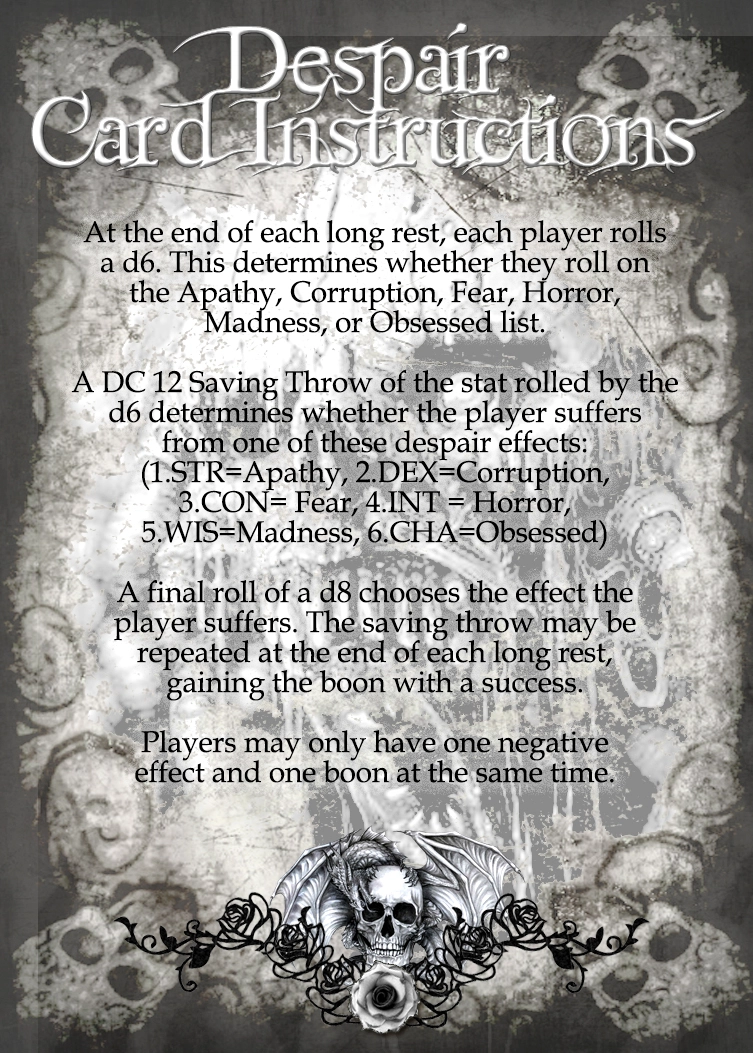 Despair
Card Instructions
At the end of each long rest, each player rolls
a d6. This determines whether they roll on
the Apathy, Corruption, Fear, Horror,
Madness, or Obsessed list.
A DC 12 Saving Throw of the stat rolled by the
d6 determines whether the player suffers
from one of these despair effects:
(1.STR=Apathy, 2.DEX=Corruption,
3.CON= Fear, 4.INT = Horror,
5.WIS=Madness, 6.CHA=Obsessed)
A final roll of a d8 chooses the effect the
player suffers. The saving throw may be
repeated at the end of each long rest,
gaining the boon with a success.
Players may only have one negative
effect and one boon at the same time.